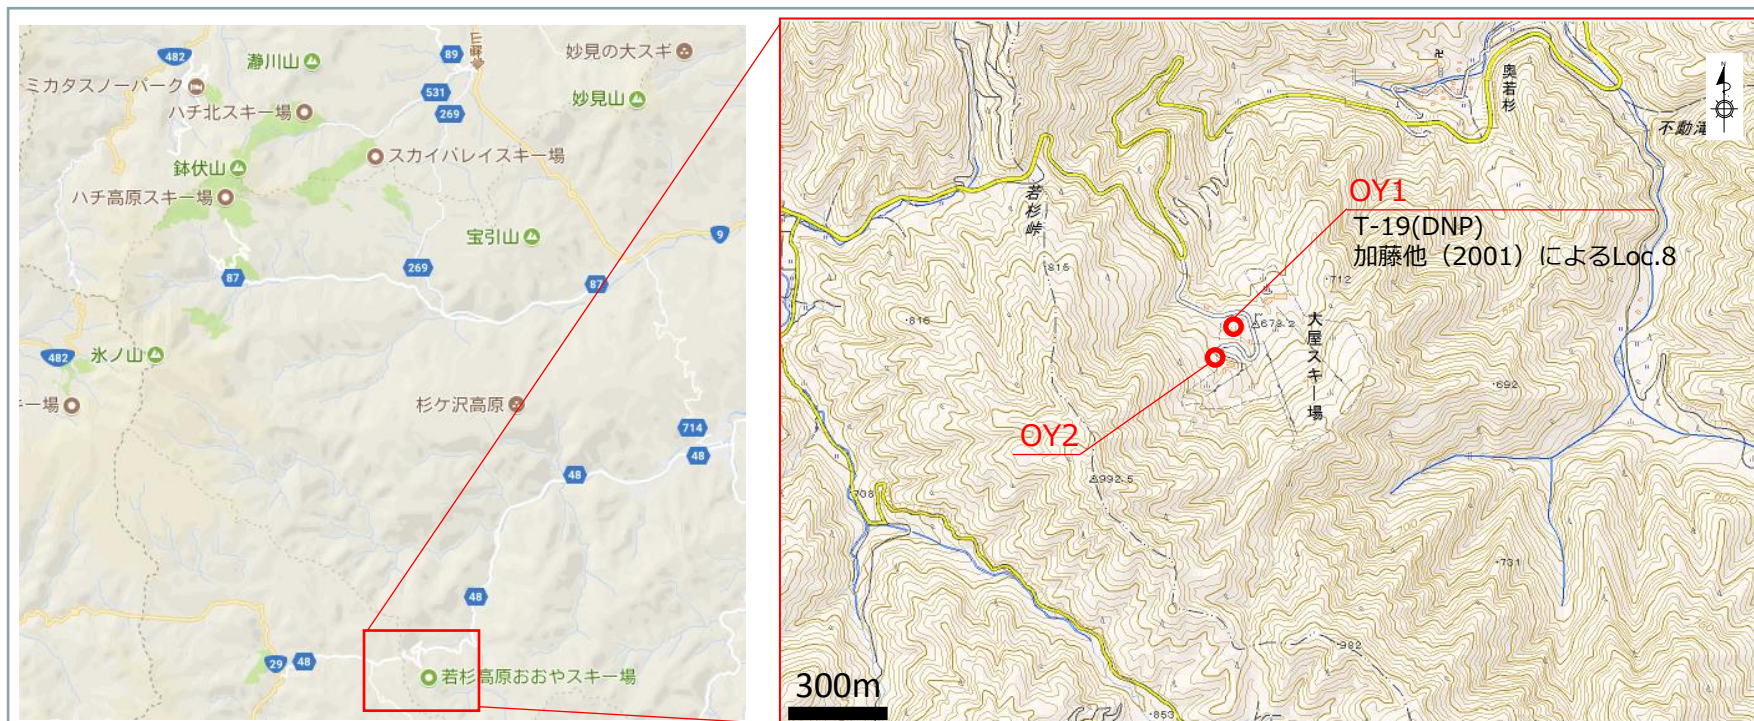 482
瀞川山
ミカタスノーパーク
ハチ北スキー場
89
531
269
妙見の大スギ
妙見山
鉢伏山
スカイバレイスキー場
ハチ高原スキー場
宝引山
9
87
269
87
482
氷ノ山
ー場
杉ケ沢高原
714
48
48
48
29
48
若杉高原おおやスキー場
奥若杉
N
不動滝
若杉峠
OY1
T-19(DNP)
加藤他（2001）によるLoc.8
815
712
816
673.2
大屋スキー場
692
OY2
992.5
708
731
982
853
300m